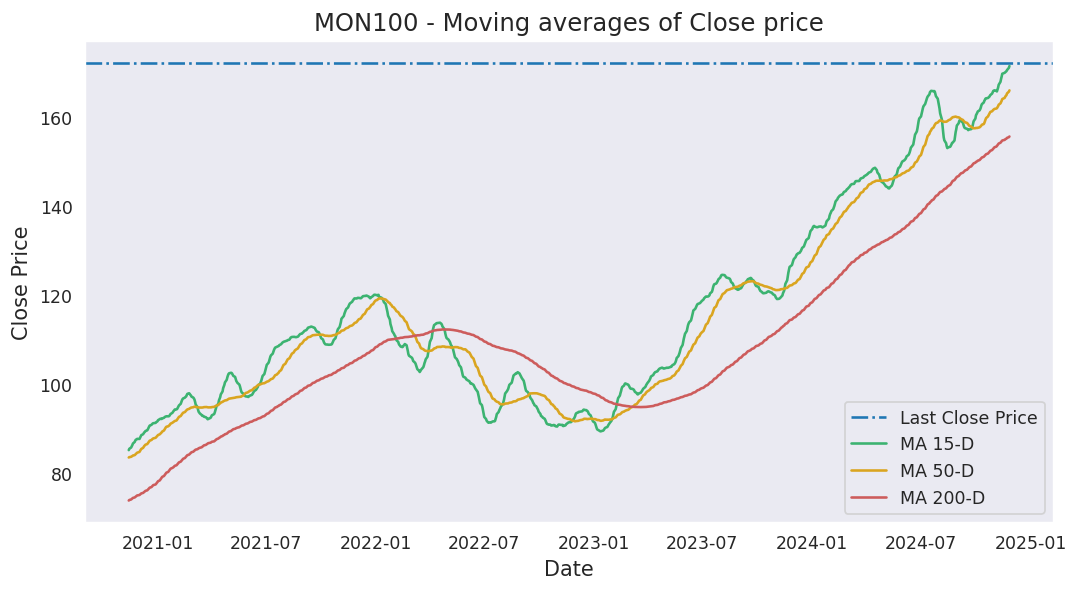 MON100 - Moving averages of Close price
Close Price
160
140
120
100
80
Last Close Price
MA 15-D
MA 50-D
MA 200-D
2021-01 2021-07 2022-01 2022-07 2023-01 2023-07 2024-01 2024-07 2025-01
Date